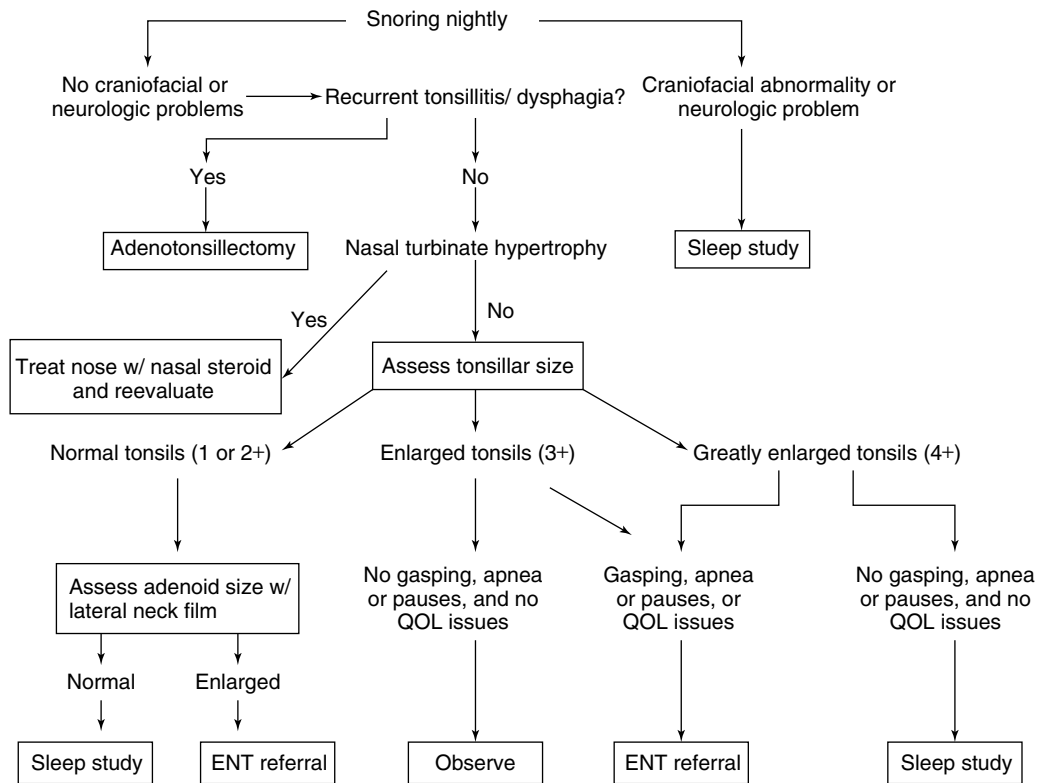 Snoring nightly
No craniofacial or
neurologic problems
Recurrent tonsillitis/ dysphagia?
Craniofacial abnormality or
neurologic problem
Yes
No
Adenotonsillectomy
Nasal turbinate hypertrophy
Sleep study
Yes
No
Treat nose w/ nasal steroid
and reevaluate
Assess tonsillar size
Normal tonsils (1 or 2+)
Enlarged tonsils (3+)
Greatly enlarged tonsils (4+)
Assess adenoid size w/
lateral neck film
No gasping, apnea
or pauses, and no
QOL issues
Gasping, apnea
or pauses, or
QOL issues
No gasping, apnea
or pauses, and no
QOL issues
Normal
Enlarged
Sleep study
ENT referral
Observe
ENT referral
Sleep study